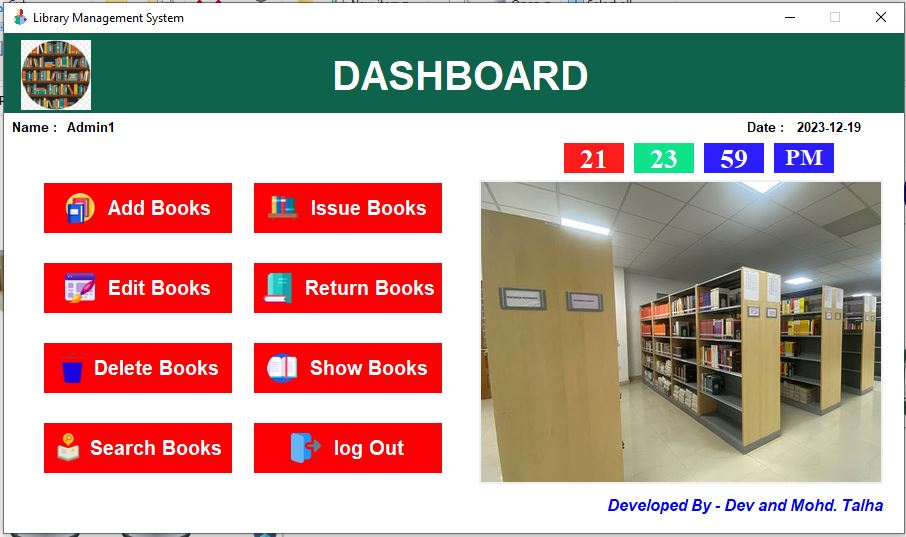 Library Management System
DASHBOARD
Name : Admin1
Date : 2023-12-19
21 23 59 PM
Add Books
Issue Books
Edit Books
Return Books
Delete Books
Show Books
Search Books
log Out
Developed By - Dev and Mohd. Talha